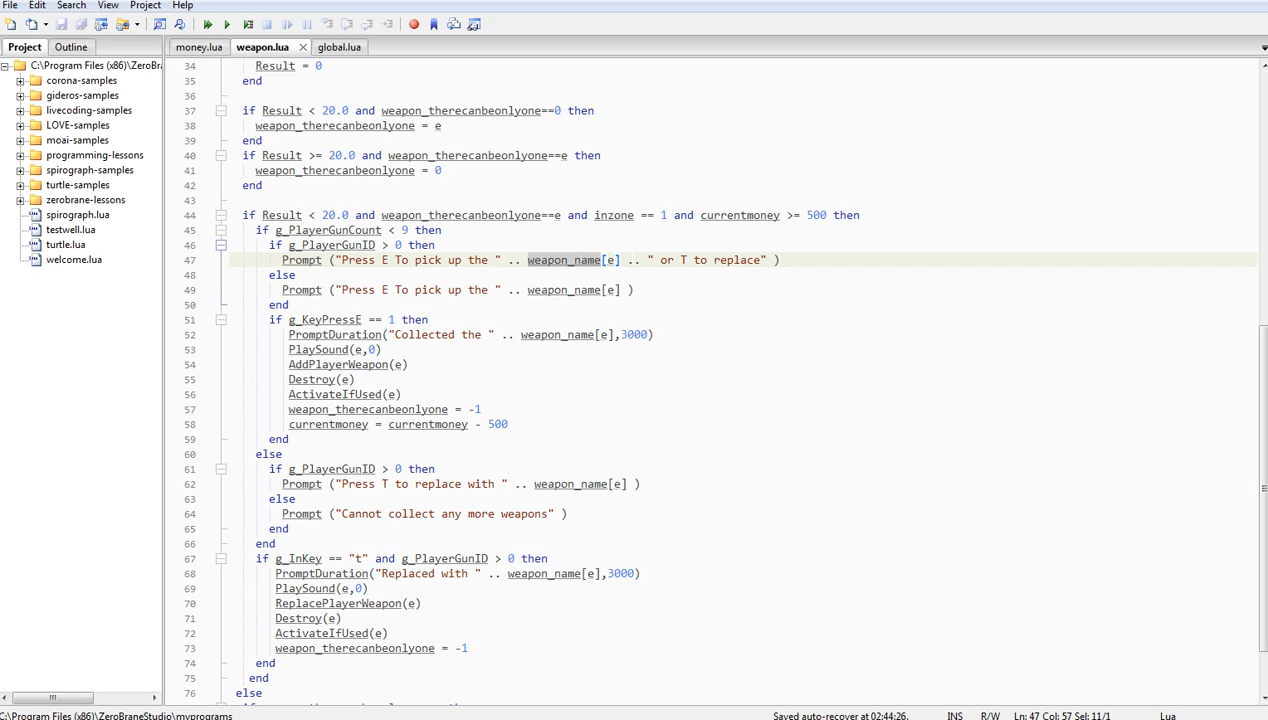 File Edit Search View Project Help
Project Outline money.lua weapon.lua global.lua
C:\Program Files (x86)\ZeroBra
corona-samples
gideros-samples
livecoding-samples
LOVE-samples
moai-samples
programming-lessons
spirograph-samples
turtle-samples
zerobrane-lessons
spirograph.lua
testwell.lua
turtle.lua
welcome.lua
34 Result = 0
35 end
36
37 if Result < 20.0 and weapon_therecanbeonlyone==0 then
38 weapon_therecanbeonlyone = e
39 end
40 if Result >= 20.0 and weapon_therecanbeonlyone==e then
41 weapon_therecanbeonlyone = 0
42 end
43
44 if Result < 20.0 and weapon_therecanbeonlyone==e and inzone == 1 and currentmoney >= 500 then
45 if g_PlayerGunCount < 9 then
46 if g_PlayerGunID > 0 then
47 Prompt ("Press E To pick up the " .. weapon_name[e] .. " or T to replace" )
48 else
49 Prompt ("Press E To pick up the " .. weapon_name[e] )
50 end
51 if g_KeyPressE == 1 then
52 PromptDuration("Collected the " .. weapon_name[e],3000)
53 PlaySound(e,0)
54 AddPlayerWeapon(e)
55 Destroy(e)
56 ActivateIfUsed(e)
57 weapon_therecanbeonlyone = -1
58 currentmoney = currentmoney - 500
59 end
60 else
61 if g_PlayerGunID > 0 then
62 Prompt ("Press T to replace with " .. weapon_name[e] )
63 else
64 Prompt ("Cannot collect any more weapons" )
65 end
66 end
67 if g_InKey == "t" and g_PlayerGunID > 0 then
68 PromptDuration("Replaced with " .. weapon_name[e],3000)
69 PlaySound(e,0)
70 ReplacePlayerWeapon(e)
71 Destroy(e)
72 ActivateIfUsed(e)
73 weapon_therecanbeonlyone = -1
74 end
75 end
76 else
C:\Program Files (x86)\ZeroBraneStudio\myprograms Saved auto-recover at 02:44:26. INS R/W Ln: 47 Col: 57 Sel: 11/1 Lua